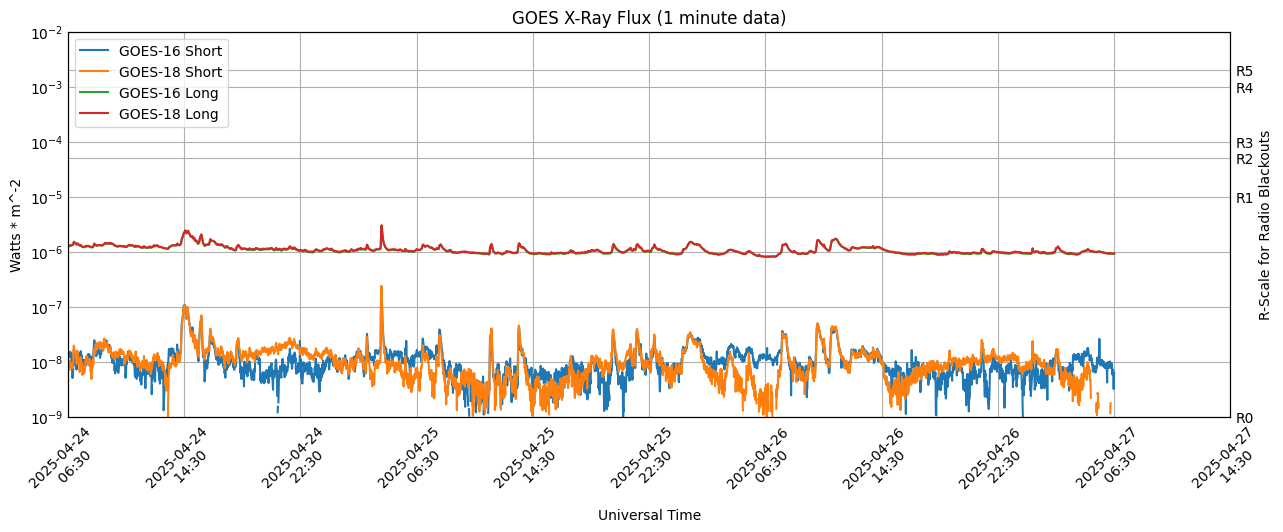 GOES X-Ray Flux (1 minute data)
GOES-16 Short
GOES-18 Short
GOES-16 Long
GOES-18 Long
Watts * m^-2
10⁻²
10⁻³
10⁻⁴
10⁻⁵
10⁻⁶
10⁻⁷
10⁻⁸
10⁻⁹
R5
R4
R3
R2
R1
R0
R-Scale for Radio Blackouts
2025-04-24
06:30
2025-04-24
14:30
2025-04-24
22:30
2025-04-25
06:30
2025-04-25
14:30
2025-04-25
22:30
2025-04-26
06:30
2025-04-26
14:30
2025-04-26
22:30
2025-04-27
06:30
2025-04-27
14:30
Universal Time